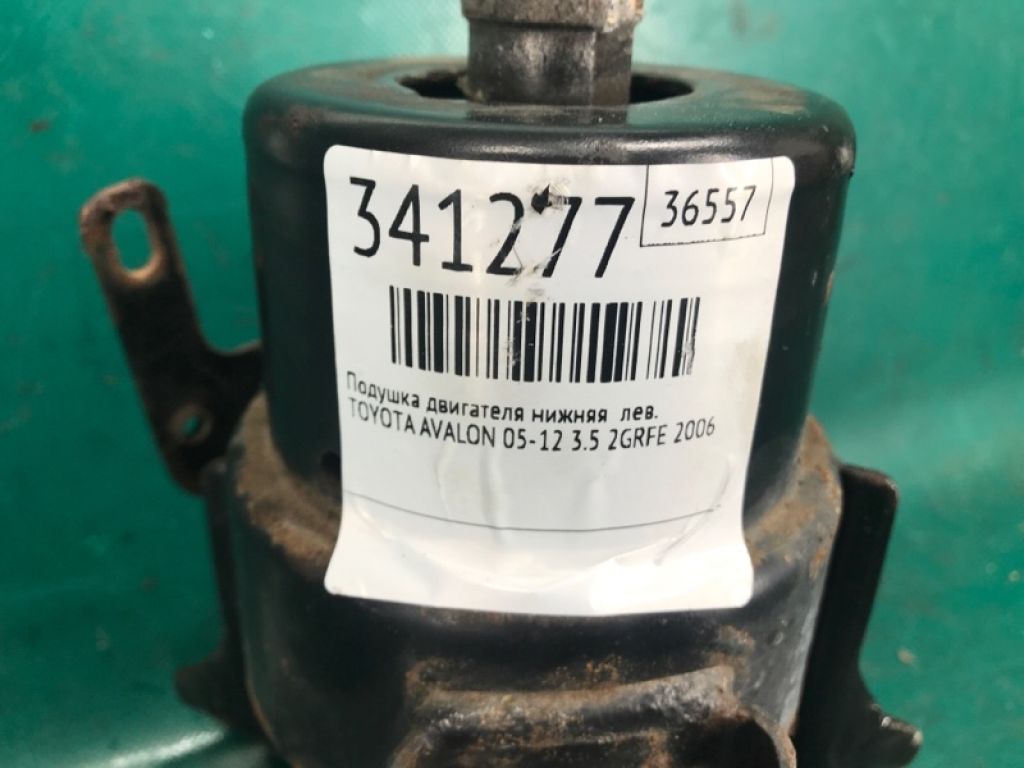 341277
36557
Подушка двигателя нижняя лев.
TOYOTA AVALON 05-12 3.5 2GRFE 2006